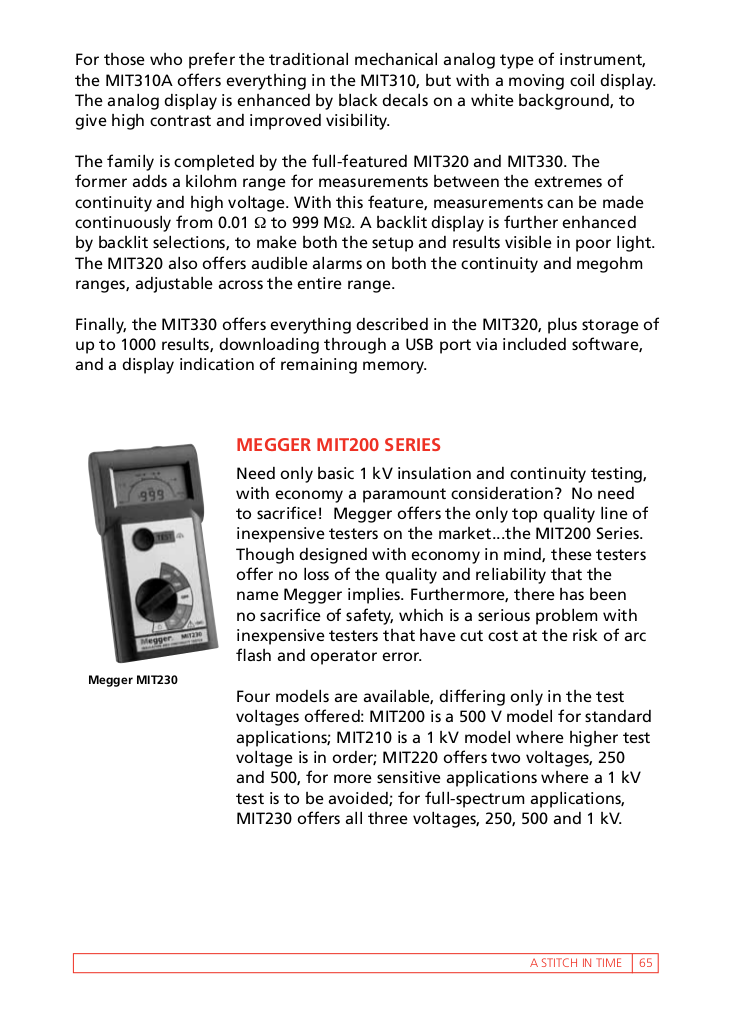 For those who prefer the traditional mechanical analog type of instrument,
the MIT310A offers everything in the MIT310, but with a moving coil display.
The analog display is enhanced by black decals on a white background, to
give high contrast and improved visibility.
The family is completed by the full-featured MIT320 and MIT330. The
former adds a kilohm range for measurements between the extremes of
continuity and high voltage. With this feature, measurements can be made
continuously from 0.01 Ω to 999 MΩ. A backlit display is further enhanced
by backlit selections, to make both the setup and results visible in poor light.
The MIT320 also offers audible alarms on both the continuity and megohm
ranges, adjustable across the entire range.
Finally, the MIT330 offers everything described in the MIT320, plus storage of
up to 1000 results, downloading through a USB port via included software,
and a display indication of remaining memory.
-999
TEST
Megger. MIT230
Megger MIT230
MEGGER MIT200 SERIES
Need only basic 1 kV insulation and continuity testing,
with economy a paramount consideration?  No need
to sacrifice!  Megger offers the only top quality line of
inexpensive testers on the market...the MIT200 Series.
Though designed with economy in mind, these testers
offer no loss of the quality and reliability that the
name Megger implies. Furthermore, there has been
no sacrifice of safety, which is a serious problem with
inexpensive testers that have cut cost at the risk of arc
flash and operator error.
Four models are available, differing only in the test
voltages offered: MIT200 is a 500 V model for standard
applications; MIT210 is a 1 kV model where higher test
voltage is in order; MIT220 offers two voltages, 250
and 500, for more sensitive applications where a 1 kV
test is to be avoided; for full-spectrum applications,
MIT230 offers all three voltages, 250, 500 and 1 kV.
A STITCH IN TIME 65